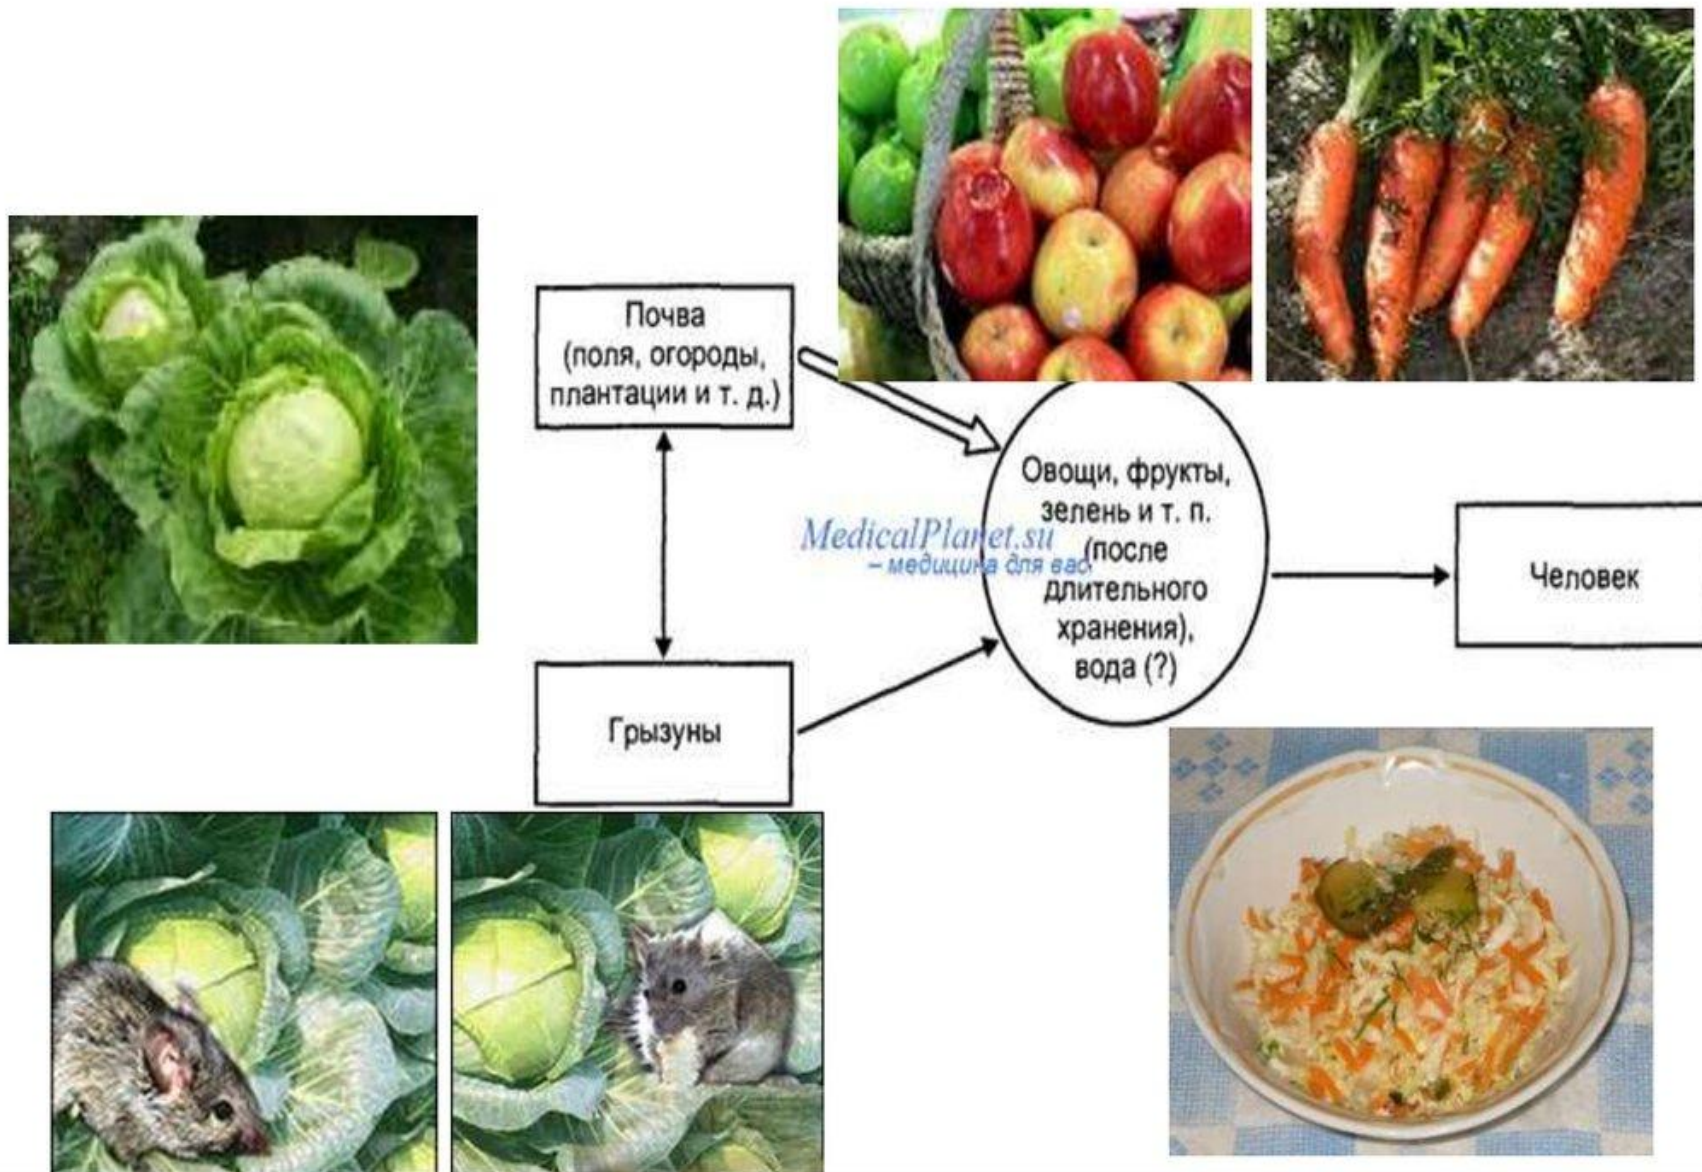 Почва
(поля, огороды,
плантации и т. д.)
Овощи, фрукты,
зелень и т. п.
(после
длительного
хранения),
вода (?)
MedicalPlanet.su
– медицина для вас.
Человек
Грызуны